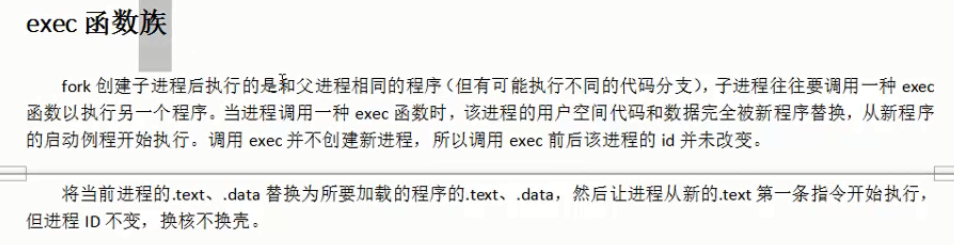 exec 函数族
fork 创建子进程后执行的是和父进程相同的程序（但有可能执行不同的代码分支），子进程往往要调用一种 exec
函数以执行另一个程序。当进程调用一种 exec 函数时，该进程的用户空间代码和数据完全被新程序替换，从新程序
的启动例程开始执行。调用 exec 并不创建新进程，所以调用 exec 前后该进程的 id 并未改变。
将当前进程的.text、.data 替换为所要加载的程序的.text、.data，然后让进程从新的.text 第一条指令开始执行，
但进程 ID 不变，换核不换壳。